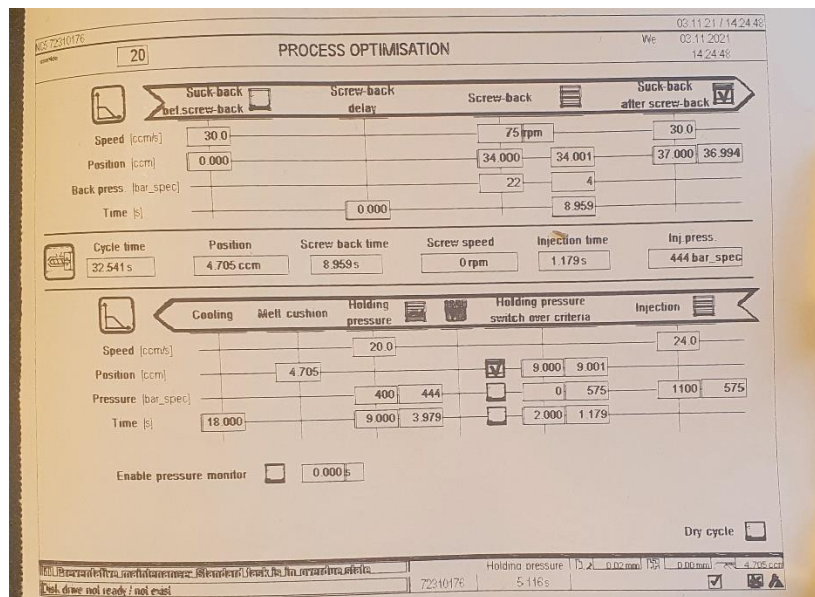 03.11.21 / 14:24:48
NC5 72310176
20
PROCESS OPTIMISATION
We 03.11.2021
14:24:48
Suck-back
bef.screw-back
Screw-back
delay
Screw-back
Suck-back
after screw-back
Speed [ccm/s] 30.0 75 rpm 30.0
Position [ccm] 0.000 34.000 34.001 37.000 36.994
Back press. [bar_spec] 22 4
Time [s] 0.000 8.959
Cycle time Position Screw back time Screw speed Injection time Inj.press.
32.541 s 4.705 ccm 8.959 s 0 rpm 1.179 s 444 bar_spec
Cooling Melt cushion Holding
pressure
Holding pressure
switch over criteria
Injection
Speed [ccm/s] 20.0 24.0
Position [ccm] 4.705 9.000 9.001
Pressure [bar_spec] 400 444 0 575 1100 575
Time [s] 18.000 9.000 3.979 2.000 1.179
Enable pressure monitor 0.000 s
Dry cycle
Disk drive not ready / not exist
72310176
Holding pressure
5.116 s
0.02 mm 0.00 mm 4.705 ccm